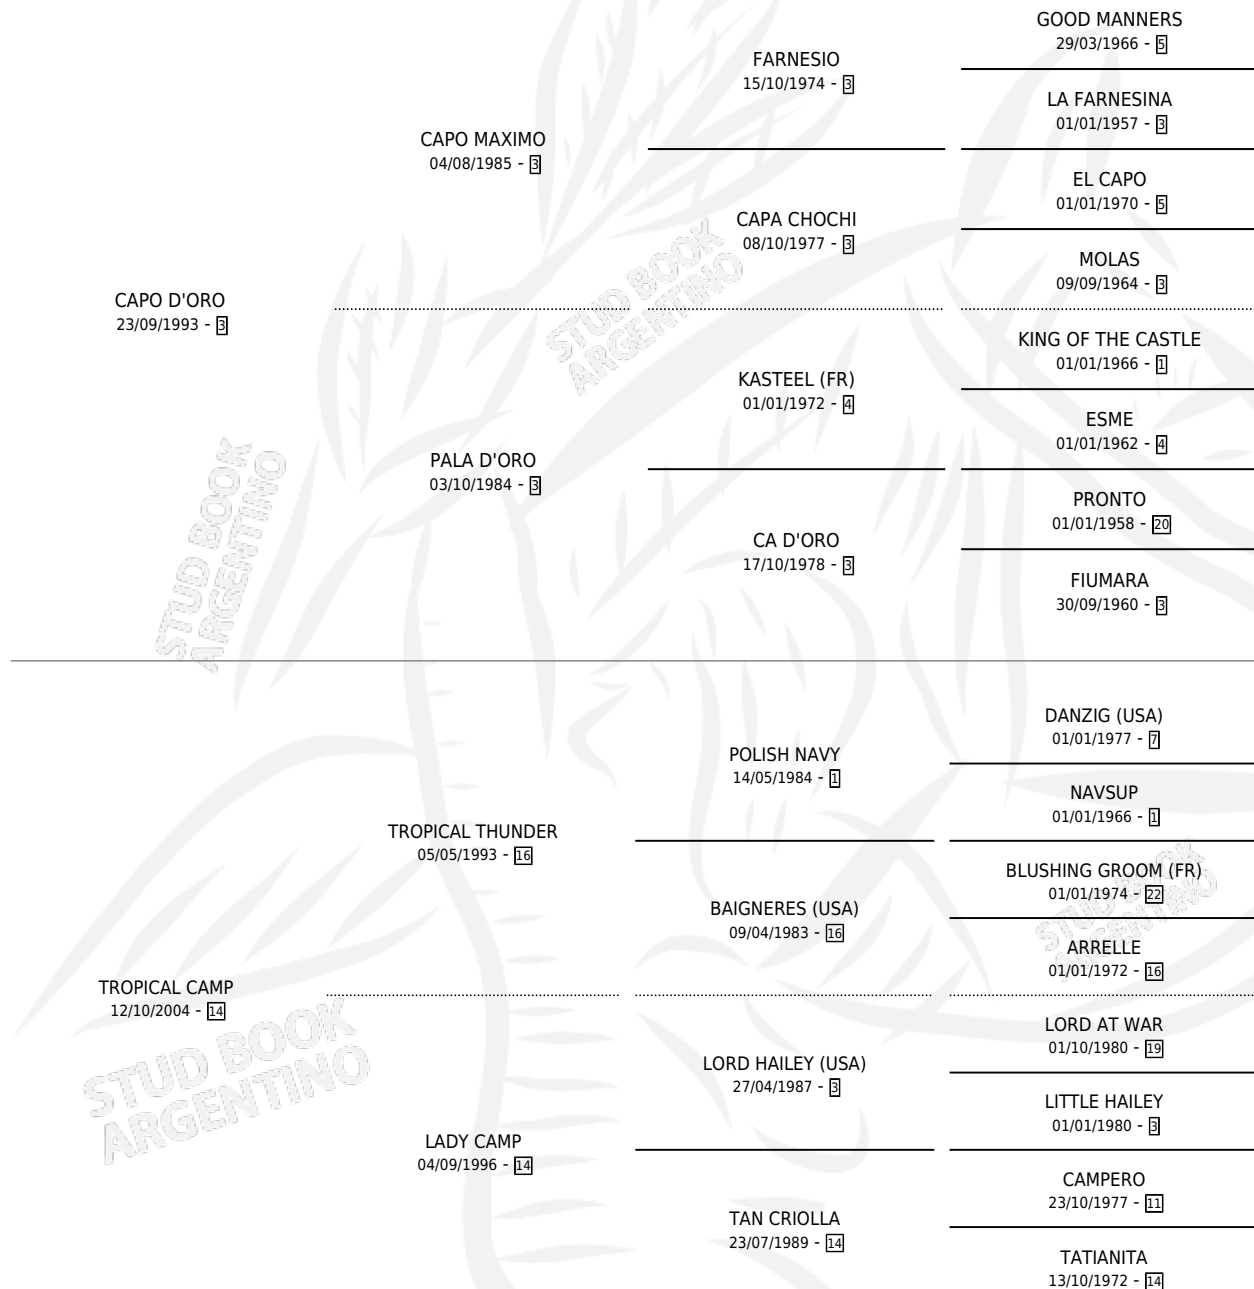 GOOD MANNERS
29/03/1966 - 5
FARNESIO
15/10/1974 - 3
LA FARNESINA
01/01/1957 - 3
CAPO MAXIMO
04/08/1985 - 3
EL CAPO
01/01/1970 - 5
CAPA CHOCHI
08/10/1977 - 3
MOLAS
09/09/1964 - 3
CAPO D'ORO
23/09/1993 - 3
STUD BOOK
ARGENTINO
KING OF THE CASTLE
01/01/1966 - 1
KASTEEL (FR)
01/01/1972 - 4
ESME
01/01/1962 - 4
PALA D'ORO
03/10/1984 - 3
PRONTO
01/01/1958 - 20
CA D'ORO
17/10/1978 - 3
FIUMARA
30/09/1960 - 3
STUD BOOK
ARGENTINO
DANZIG (USA)
01/01/1977 - 7
POLISH NAVY
14/05/1984 - 1
NAVSUP
01/01/1966 - 1
TROPICAL THUNDER
05/05/1993 - 16
BLUSHING GROOM (FR)
01/01/1974 - 22
BAIGNERES (USA)
09/04/1983 - 16
ARRELLE
01/01/1972 - 16
STUD BOOK
ARGENTINO
TROPICAL CAMP
12/10/2004 - 14
LORD AT WAR
01/10/1980 - 19
LORD HAILEY (USA)
27/04/1987 - 3
LITTLE HAILEY
01/01/1980 - 3
STUD BOOK
ARGENTINO
LADY CAMP
04/09/1996 - 14
CAMPERO
23/10/1977 - 11
TAN CRIOLLA
23/07/1989 - 14
TATIANITA
13/10/1972 - 14